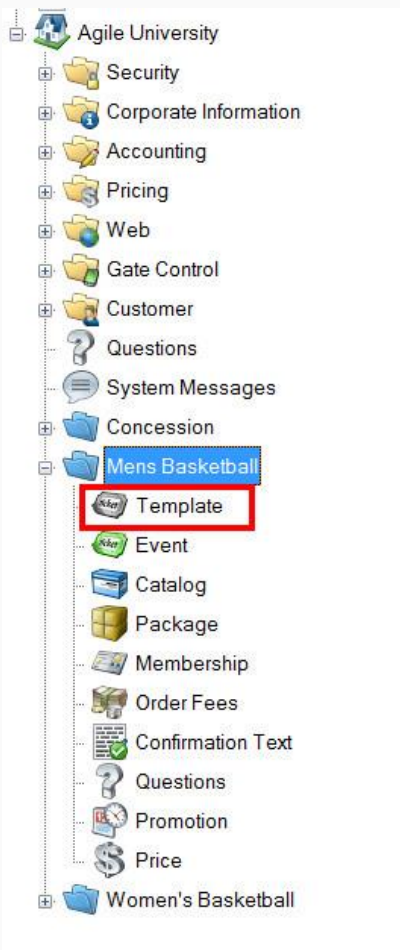 Agile University
Security
Corporate Information
Accounting
Pricing
Web
Gate Control
Customer
Questions
System Messages
Concession
Mens Basketball
Template
Event
Catalog
Package
Membership
Order Fees
Confirmation Text
Questions
Promotion
Price
Women's Basketball